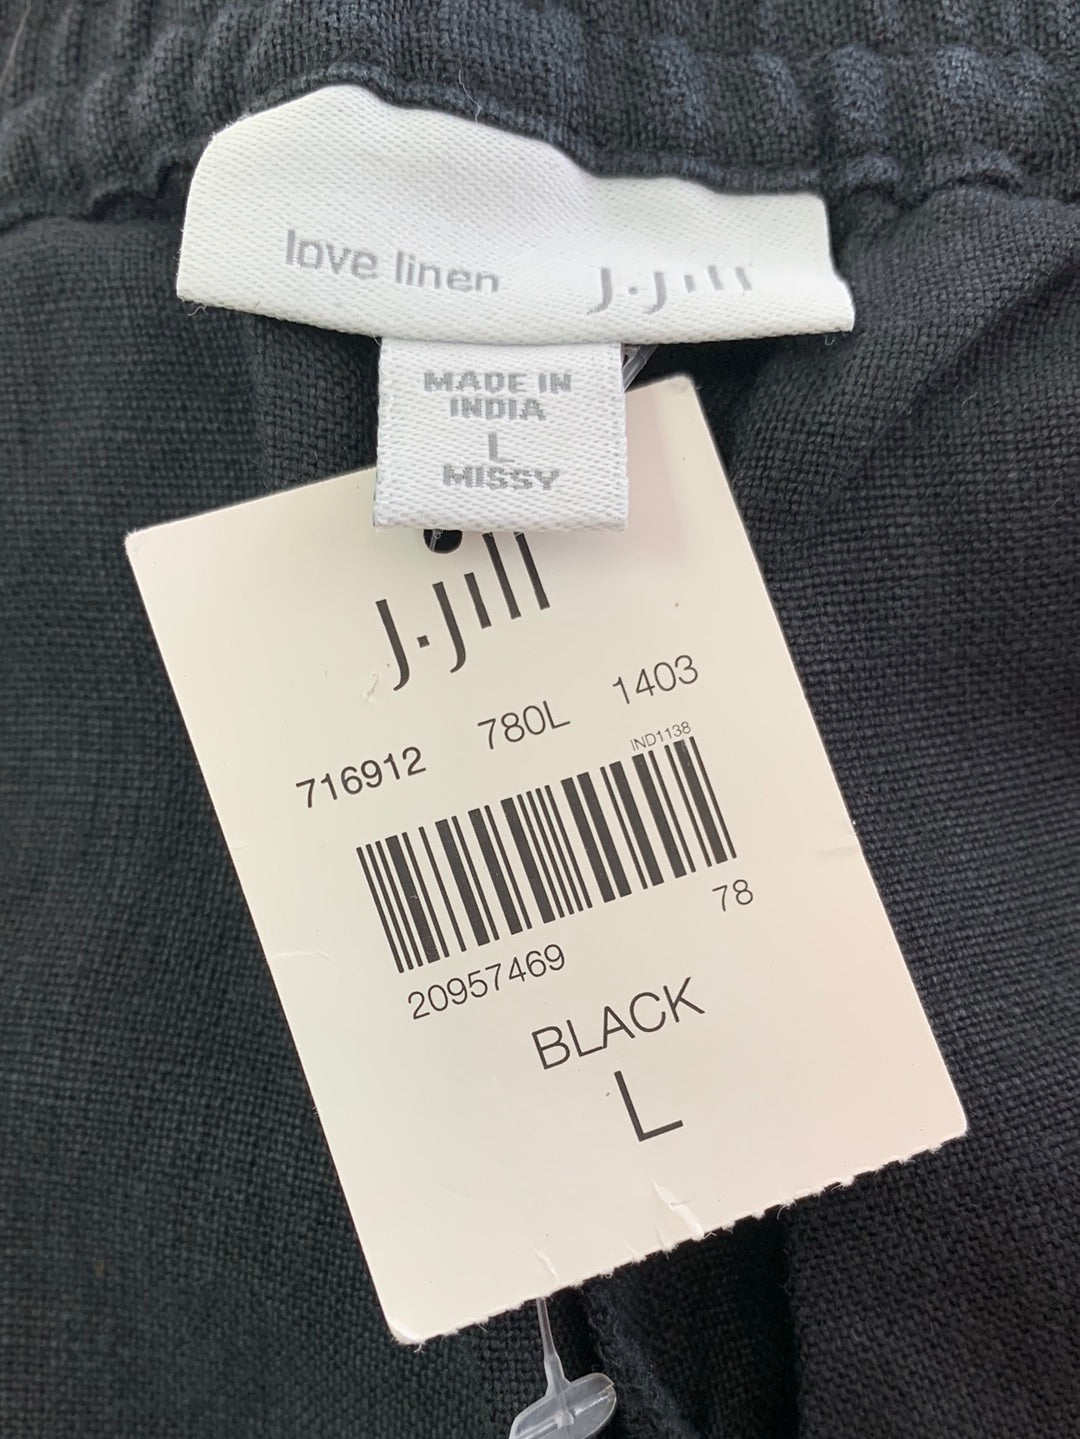 love linen J.Jill
MADE IN
INDIA
L
MISSY
J.Jill
716912 780L 1403
IND1138
78
20957469
BLACK
L